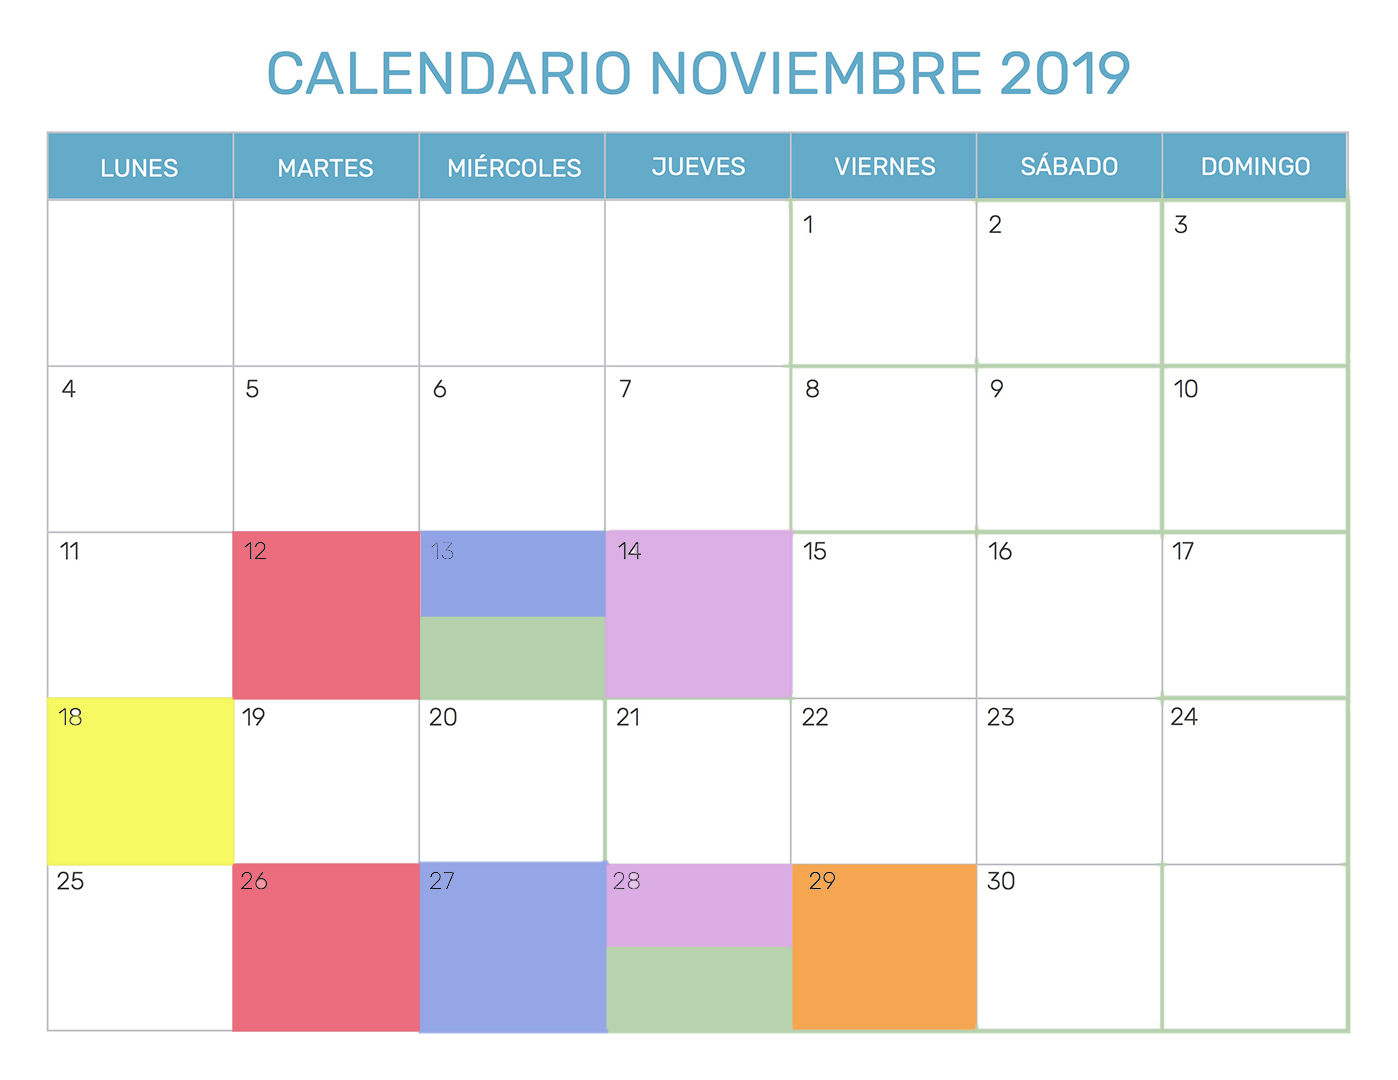 CALENDARIO NOVIEMBRE 2019
LUNES MARTES MIÉRCOLES JUEVES VIERNES SÁBADO DOMINGO
1 2 3
4 5 6 7 8 9 10
11 12 13 14 15 16 17
18 19 20 21 22 23 24
25 26 27 28 29 30